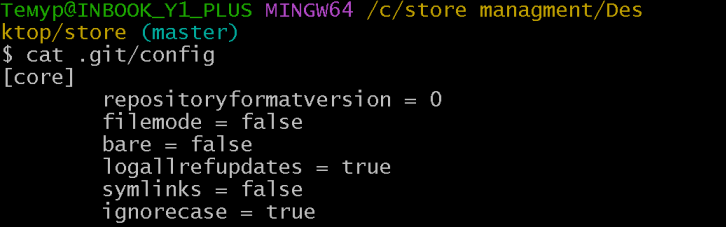 Темур@INBOOK_Y1_PLUS MINGW64 /c/store managment/Des
ktop/store (master)
$ cat .git/config
[core]
        repositoryformatversion = 0
        filemode = false
        bare = false
        logallrefupdates = true
        symlinks = false
        ignorecase = true